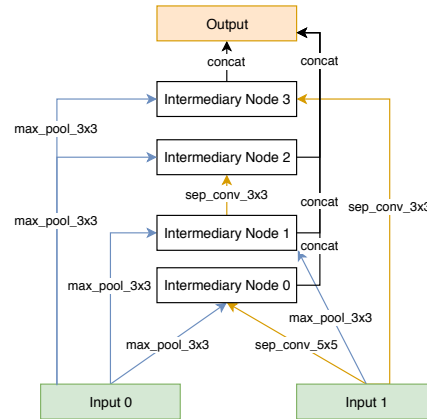 Output
concat
concat
Intermediary Node 3
max_pool_3x3
Intermediary Node 2
max_pool_3x3
sep_conv_3x3
concat
sep_conv_3x3
Intermediary Node 1
concat
max_pool_3x3
Intermediary Node 0
max_pool_3x3
max_pool_3x3
sep_conv_5x5
Input 0
Input 1